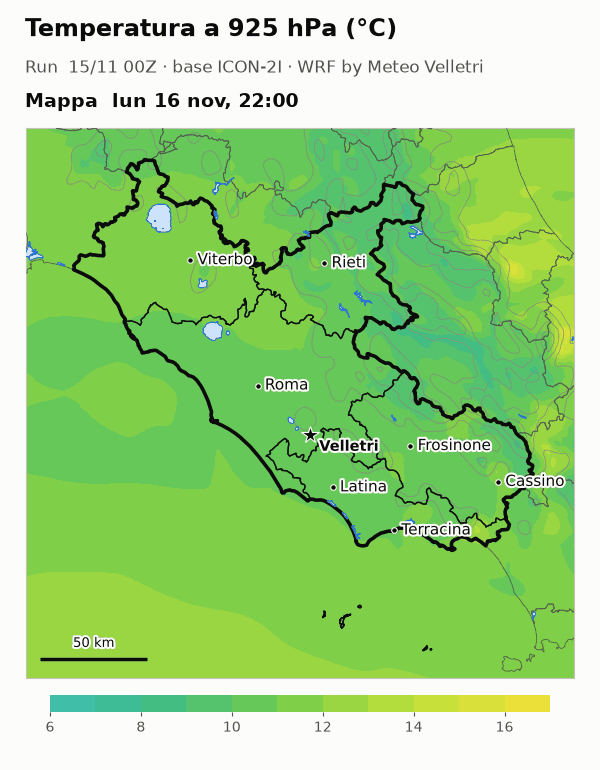 Temperatura a 925 hPa (°C)
Run  15/11 00Z · base ICON-2I · WRF by Meteo Velletri
Mappa  lun 16 nov, 22:00
Viterbo
Rieti
Roma
Velletri
Frosinone
Latina
Cassino
Terracina
50 km
6 8 10 12 14 16